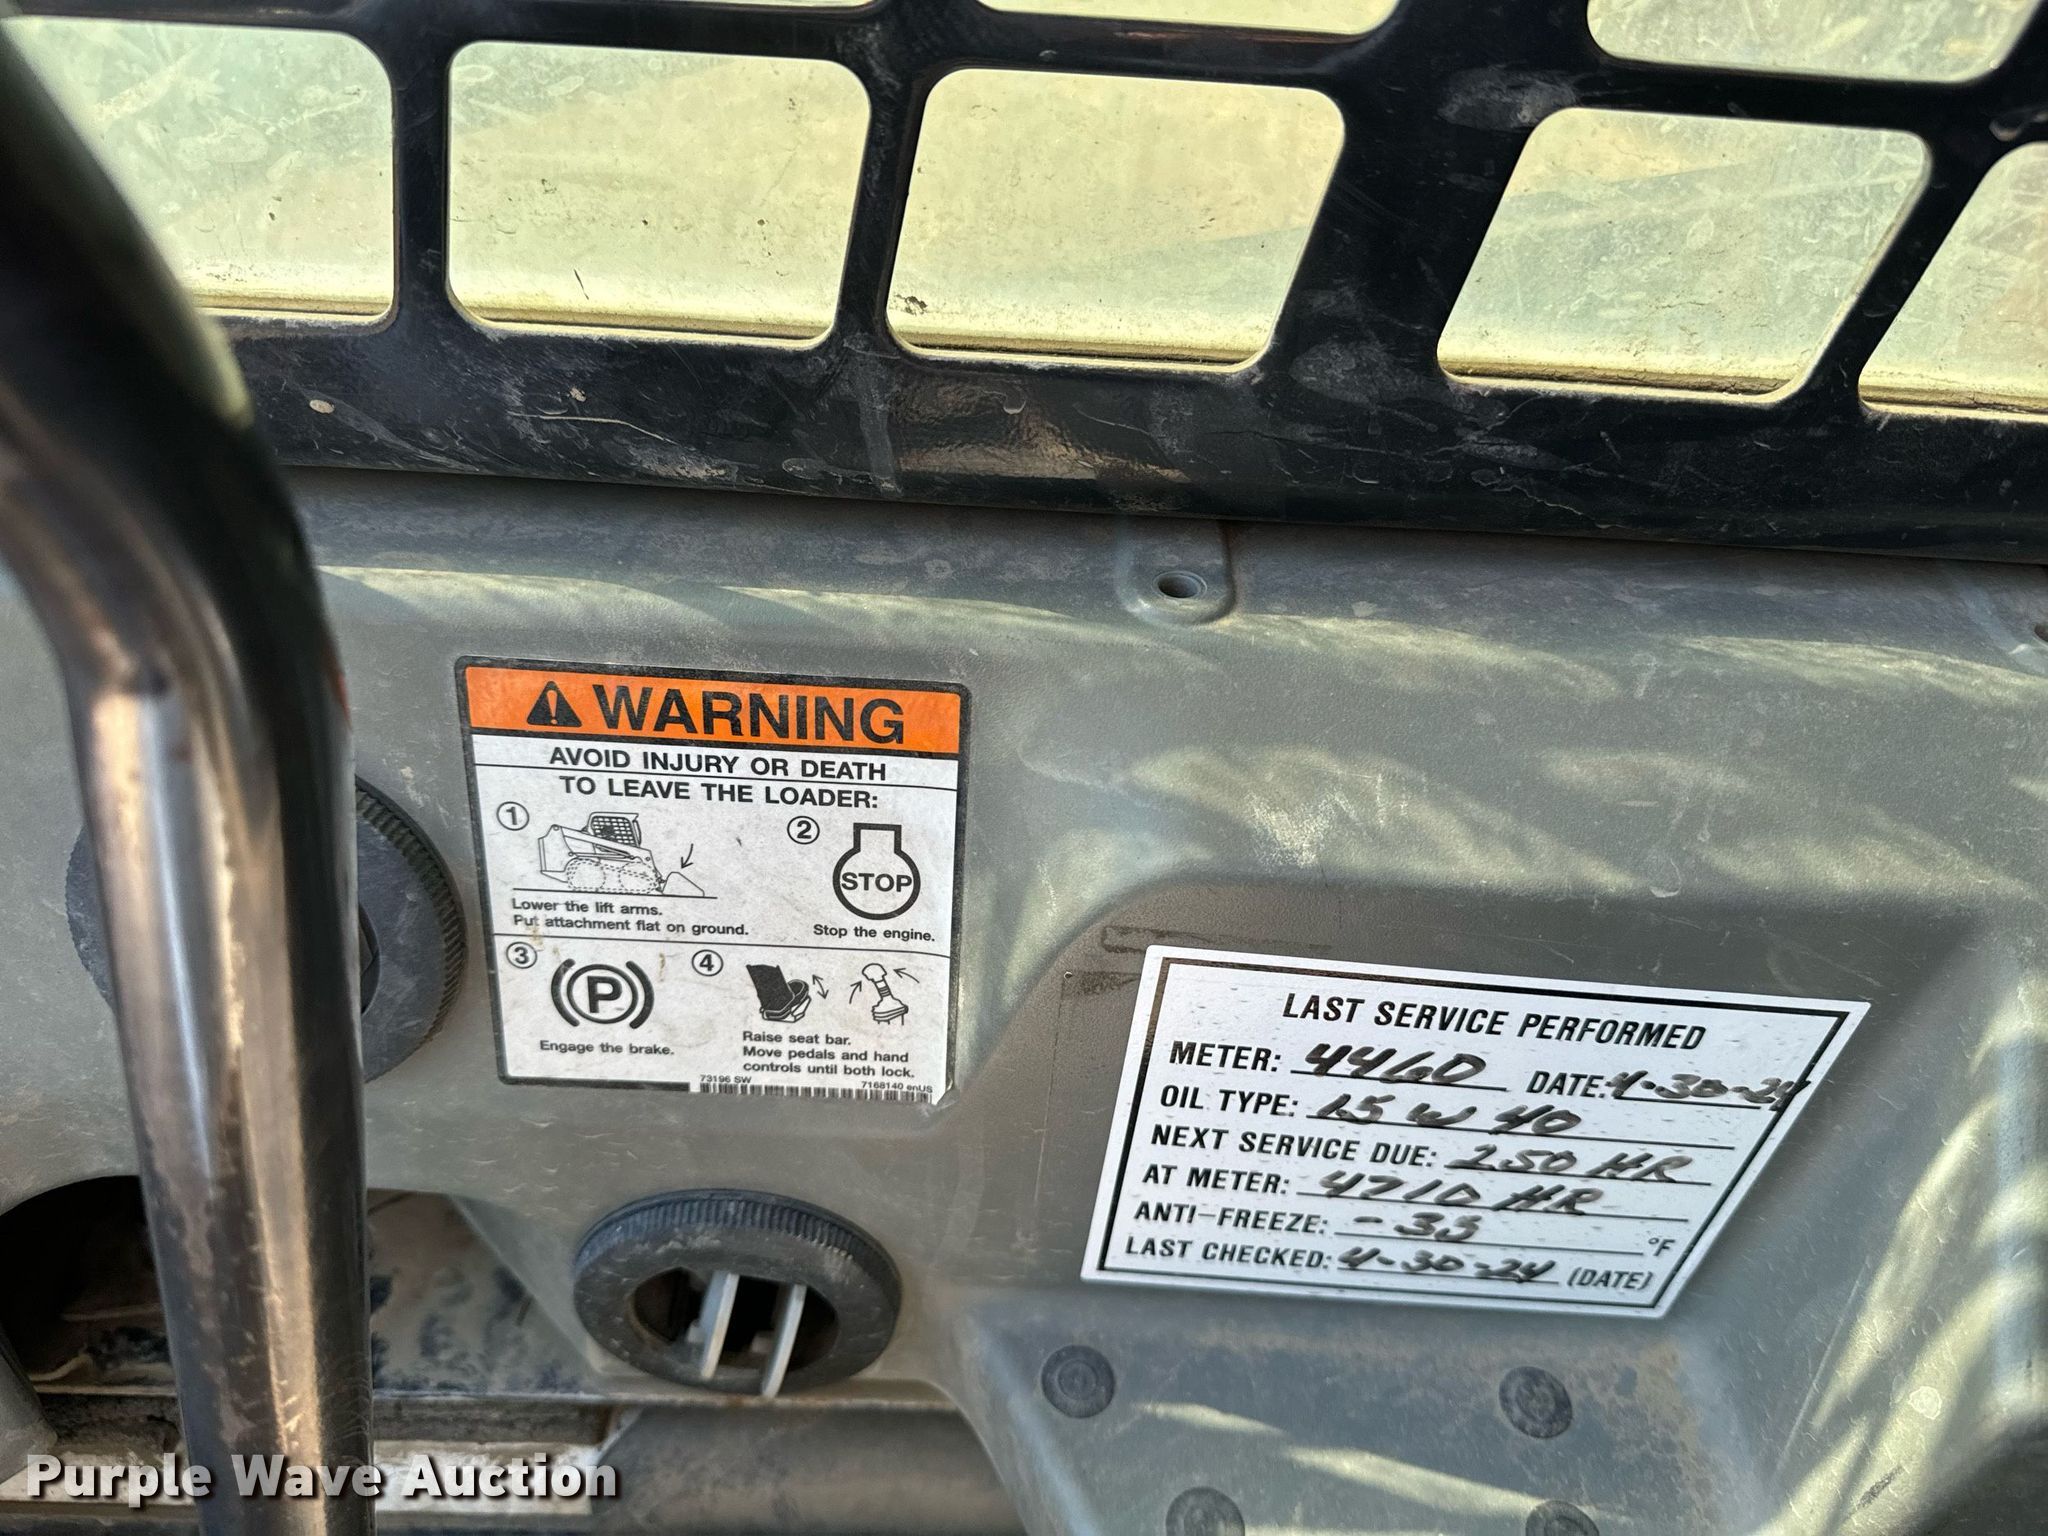 WARNING
AVOID INJURY OR DEATH
TO LEAVE THE LOADER:
1
2
STOP
Lower the lift arms.
Put attachment flat on ground.
Stop the engine.
3
4
P
Engage the brake.
Raise seat bar.
Move pedals and hand
controls until both lock.
73196 SW
7168140 enUS
LAST SERVICE PERFORMED
METER: 4460 DATE: 4-30-24
OIL TYPE: 15 W 40
NEXT SERVICE DUE: 250 HR
AT METER: 4710 HR
ANTI-FREEZE: -35 °F
LAST CHECKED: 4-30-24 (DATE)
Purple Wave Auction